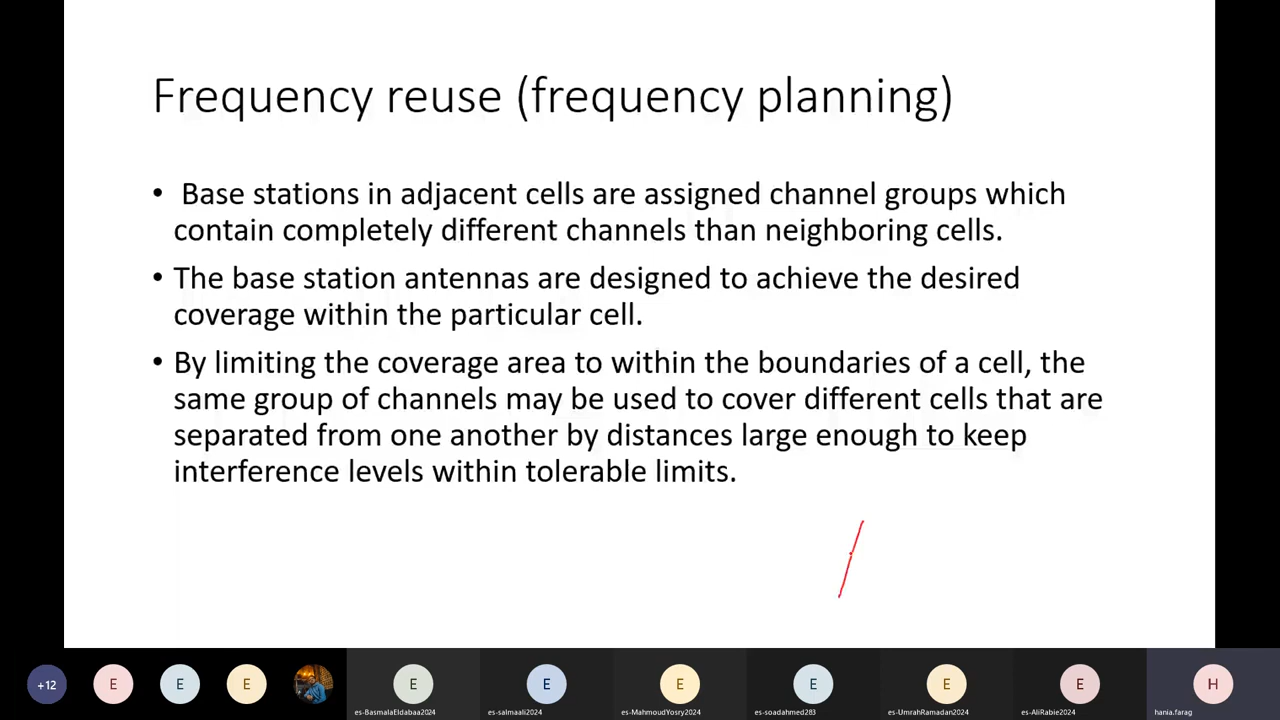 Frequency reuse (frequency planning)
• Base stations in adjacent cells are assigned channel groups which
contain completely different channels than neighboring cells.
• The base station antennas are designed to achieve the desired
coverage within the particular cell.
• By limiting the coverage area to within the boundaries of a cell, the
same group of channels may be used to cover different cells that are
separated from one another by distances large enough to keep
interference levels within tolerable limits.
+12 E E E E E E E E E H
es-BasmalaEldabaa2024 es-salmaali2024 es-MahmoudYosry2024 es-soadahmed283 es-UmrahRamadan2024 es-AliRabie2024 hania.farag